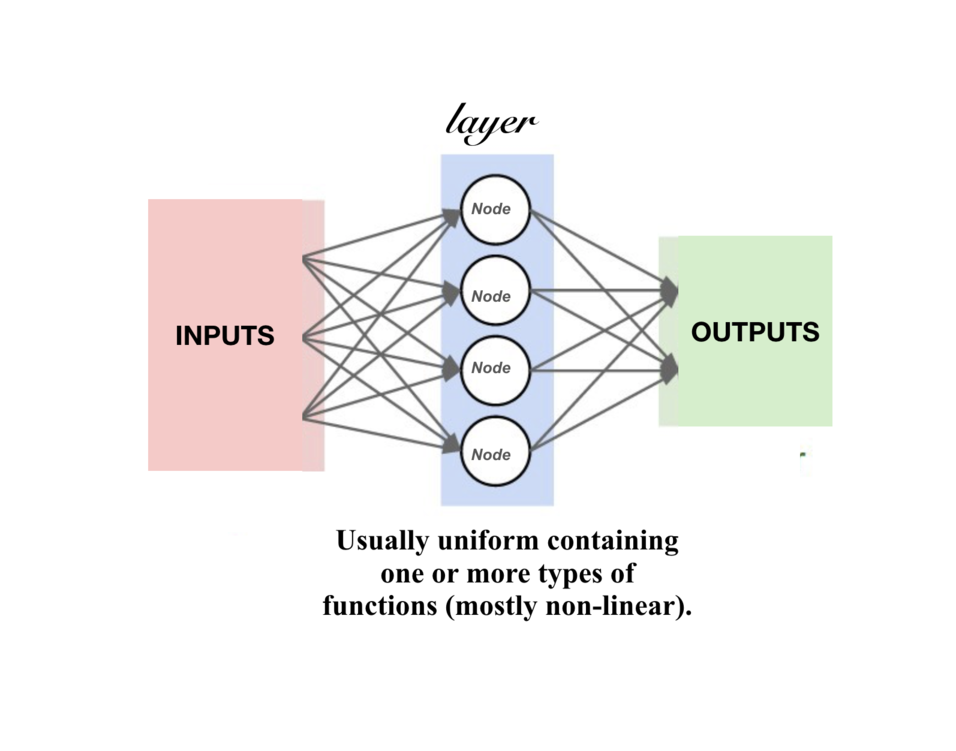 layer
Node
Node
Node
Node
INPUTS
OUTPUTS
Usually uniform containing
one or more types of
functions (mostly non-linear).